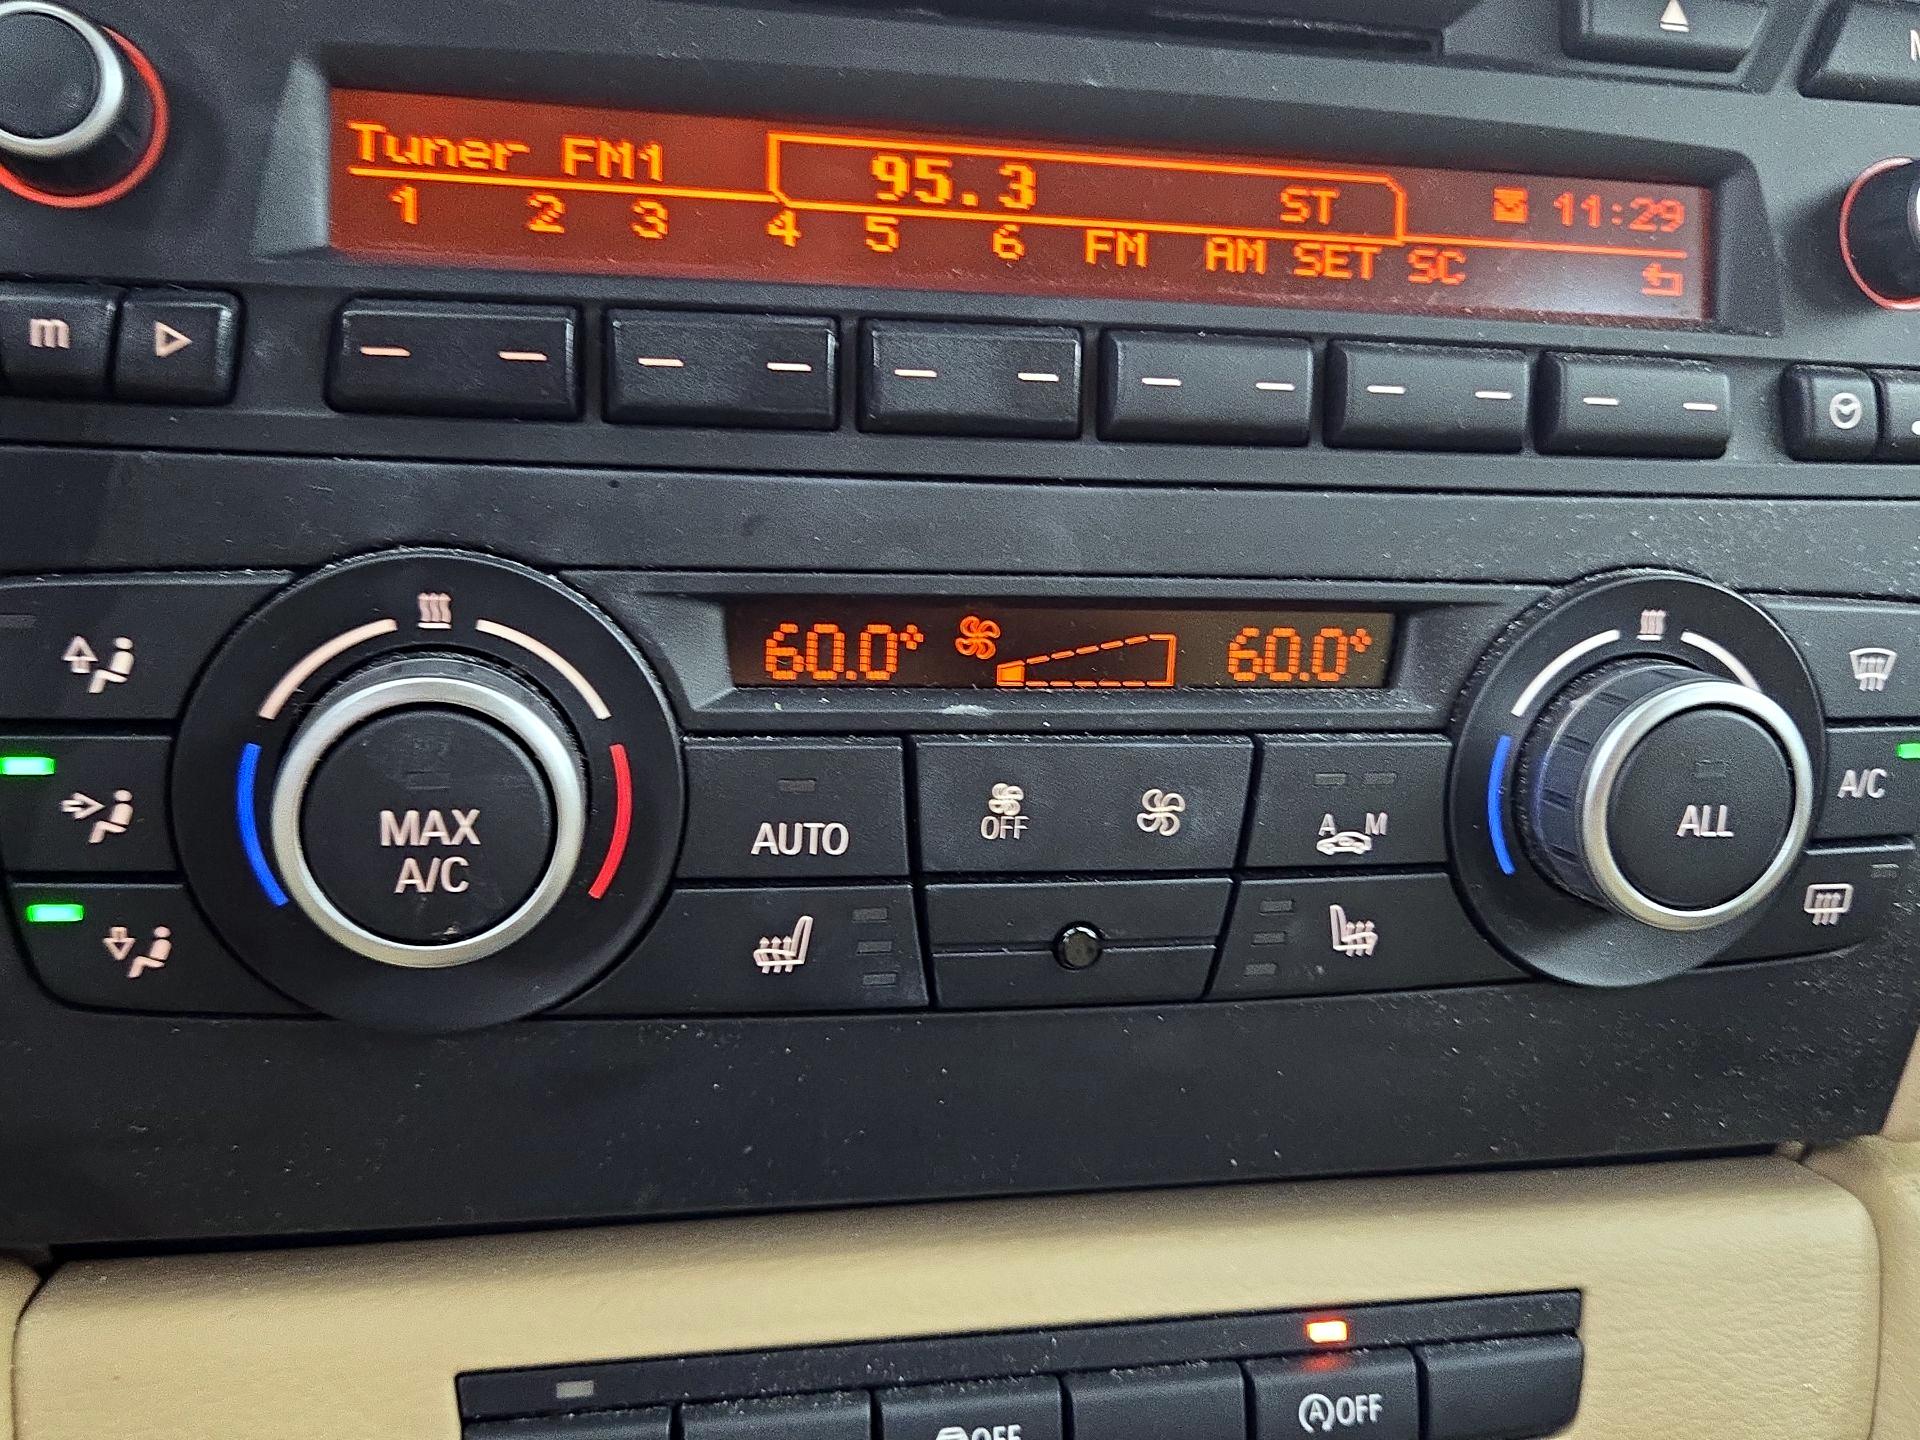 Tuner FM1 95.3 ST 11:29
1 2 3 4 5 6 FM AM SET SC
m
60.0° 60.0°
MAX
A/C
AUTO
OFF
A M
ALL
A/C
OFF
A OFF